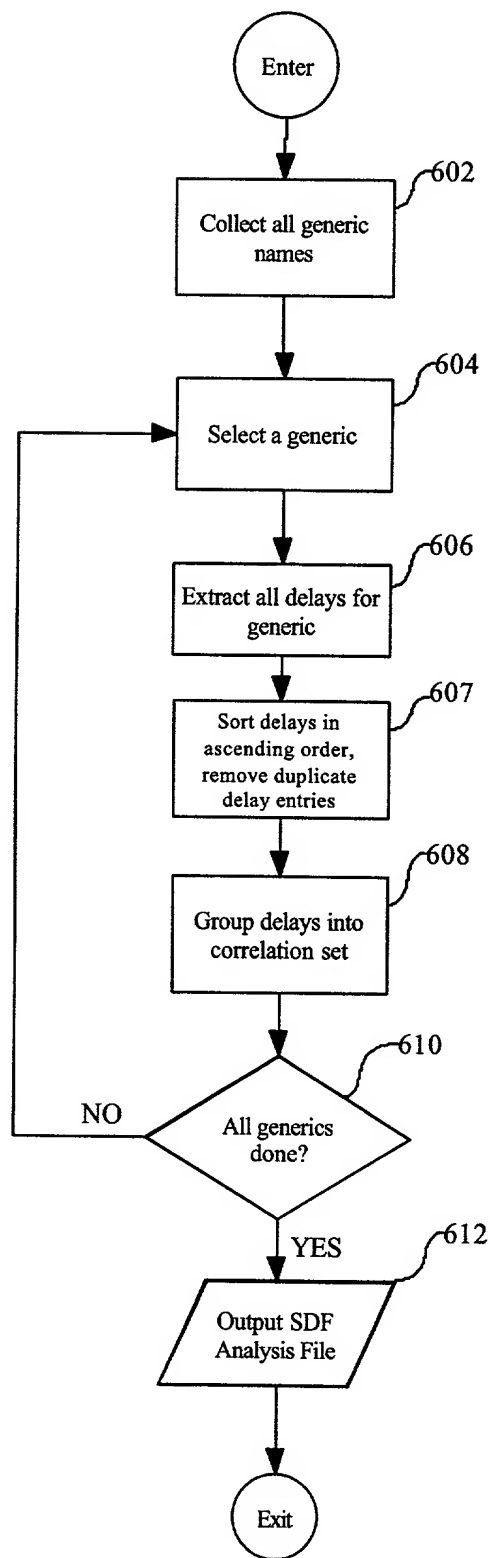 Enter
602
Collect all generic
names
604
Select a generic
606
Extract all delays for
generic
607
Sort delays in
ascending order,
remove duplicate
delay entries
608
Group delays into
correlation set
610
All generics
done?
NO
YES
612
Output SDF
Analysis File
Exit